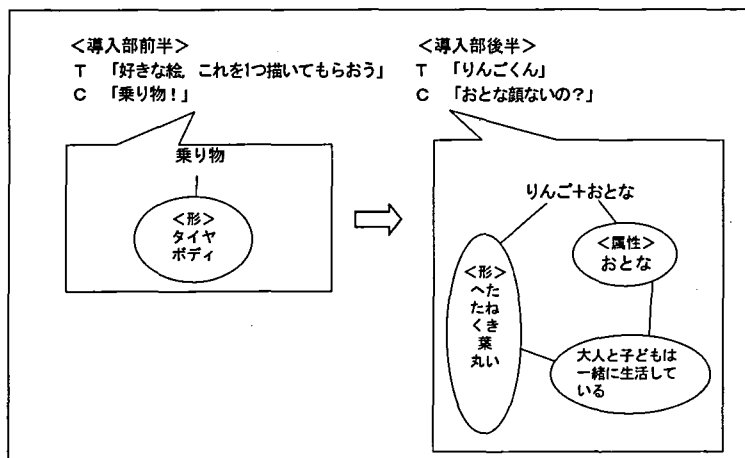 <導入部前半>
T 「好きな絵,これを1つ描いてもらおう」
C 「乗り物!」
乗り物
<形>
タイヤ
ボディ
<導入部後半>
T 「りんごくん」
C 「おとな顔ないの?」
りんご+おとな
<形>
へた
たね
くき
葉
丸い
<属性>
おとな
大人と子どもは
一緒に生活して
いる